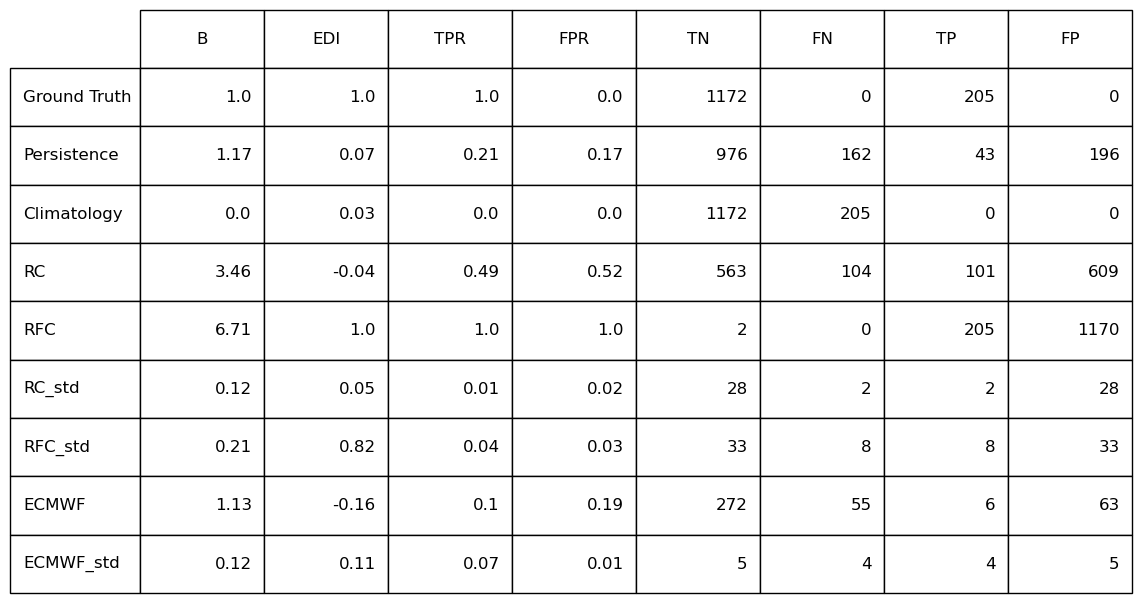 B EDI TPR FPR TN FN TP FP
Ground Truth 1.0 1.0 1.0 0.0 1172 0 205 0
Persistence 1.17 0.07 0.21 0.17 976 162 43 196
Climatology 0.0 0.03 0.0 0.0 1172 205 0 0
RC 3.46 -0.04 0.49 0.52 563 104 101 609
RFC 6.71 1.0 1.0 1.0 2 0 205 1170
RC_std 0.12 0.05 0.01 0.02 28 2 2 28
RFC_std 0.21 0.82 0.04 0.03 33 8 8 33
ECMWF 1.13 -0.16 0.1 0.19 272 55 6 63
ECMWF_std 0.12 0.11 0.07 0.01 5 4 4 5